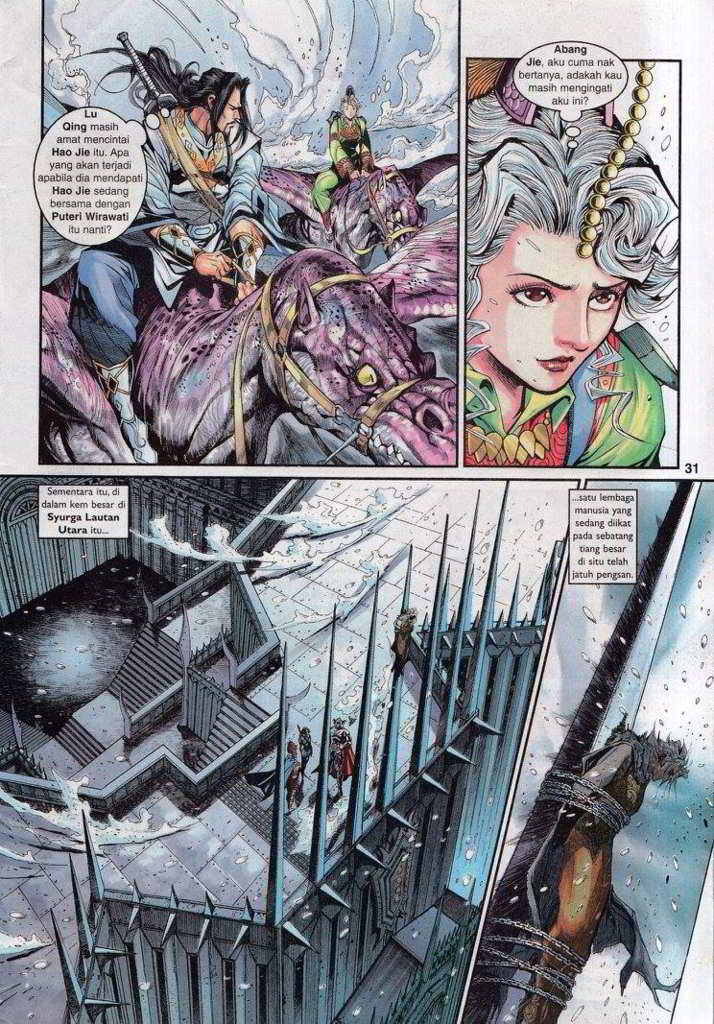 Lu
Qing masih
amat mencintai
Hao Jie itu. Apa
yang akan terjadi
apabila dia mendapati
Hao Jie sedang
bersama dengan
Puteri Wirawati
itu nanti?
Abang
Jie, aku cuma nak
bertanya, adakah kau
masih mengingati
aku ini?
31
Sementara itu, di
dalam kem besar di
Syurga Lautan
Utara itu...
...satu lembaga
manusia yang
sedang diikat
pada sebatang
tiang besar
di situ telah
jatuh pengsan.